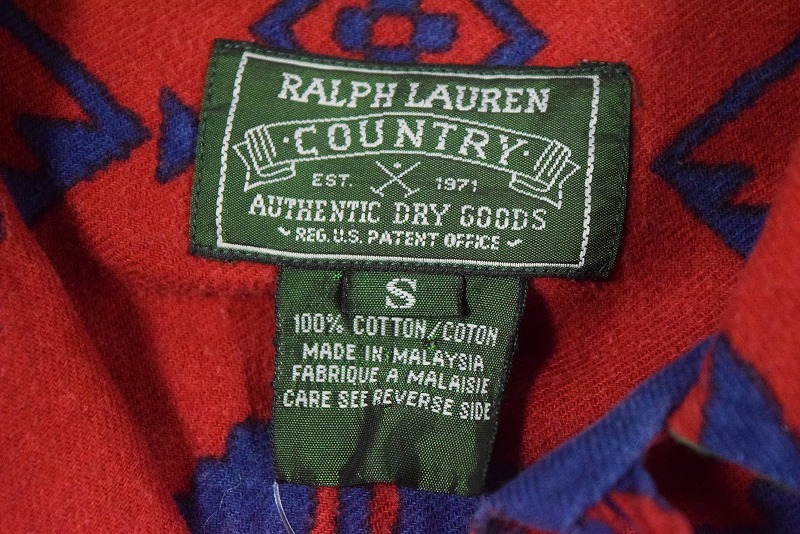 RALPH LAUREN
·COUNTRY·
EST. 1971
AUTHENTIC DRY GOODS
REG. U.S. PATENT OFFICE
S
100% COTTON/COTON
MADE IN MALAYSIA
FABRIQUE A MALAISIE
CARE SEE REVERSE SIDE